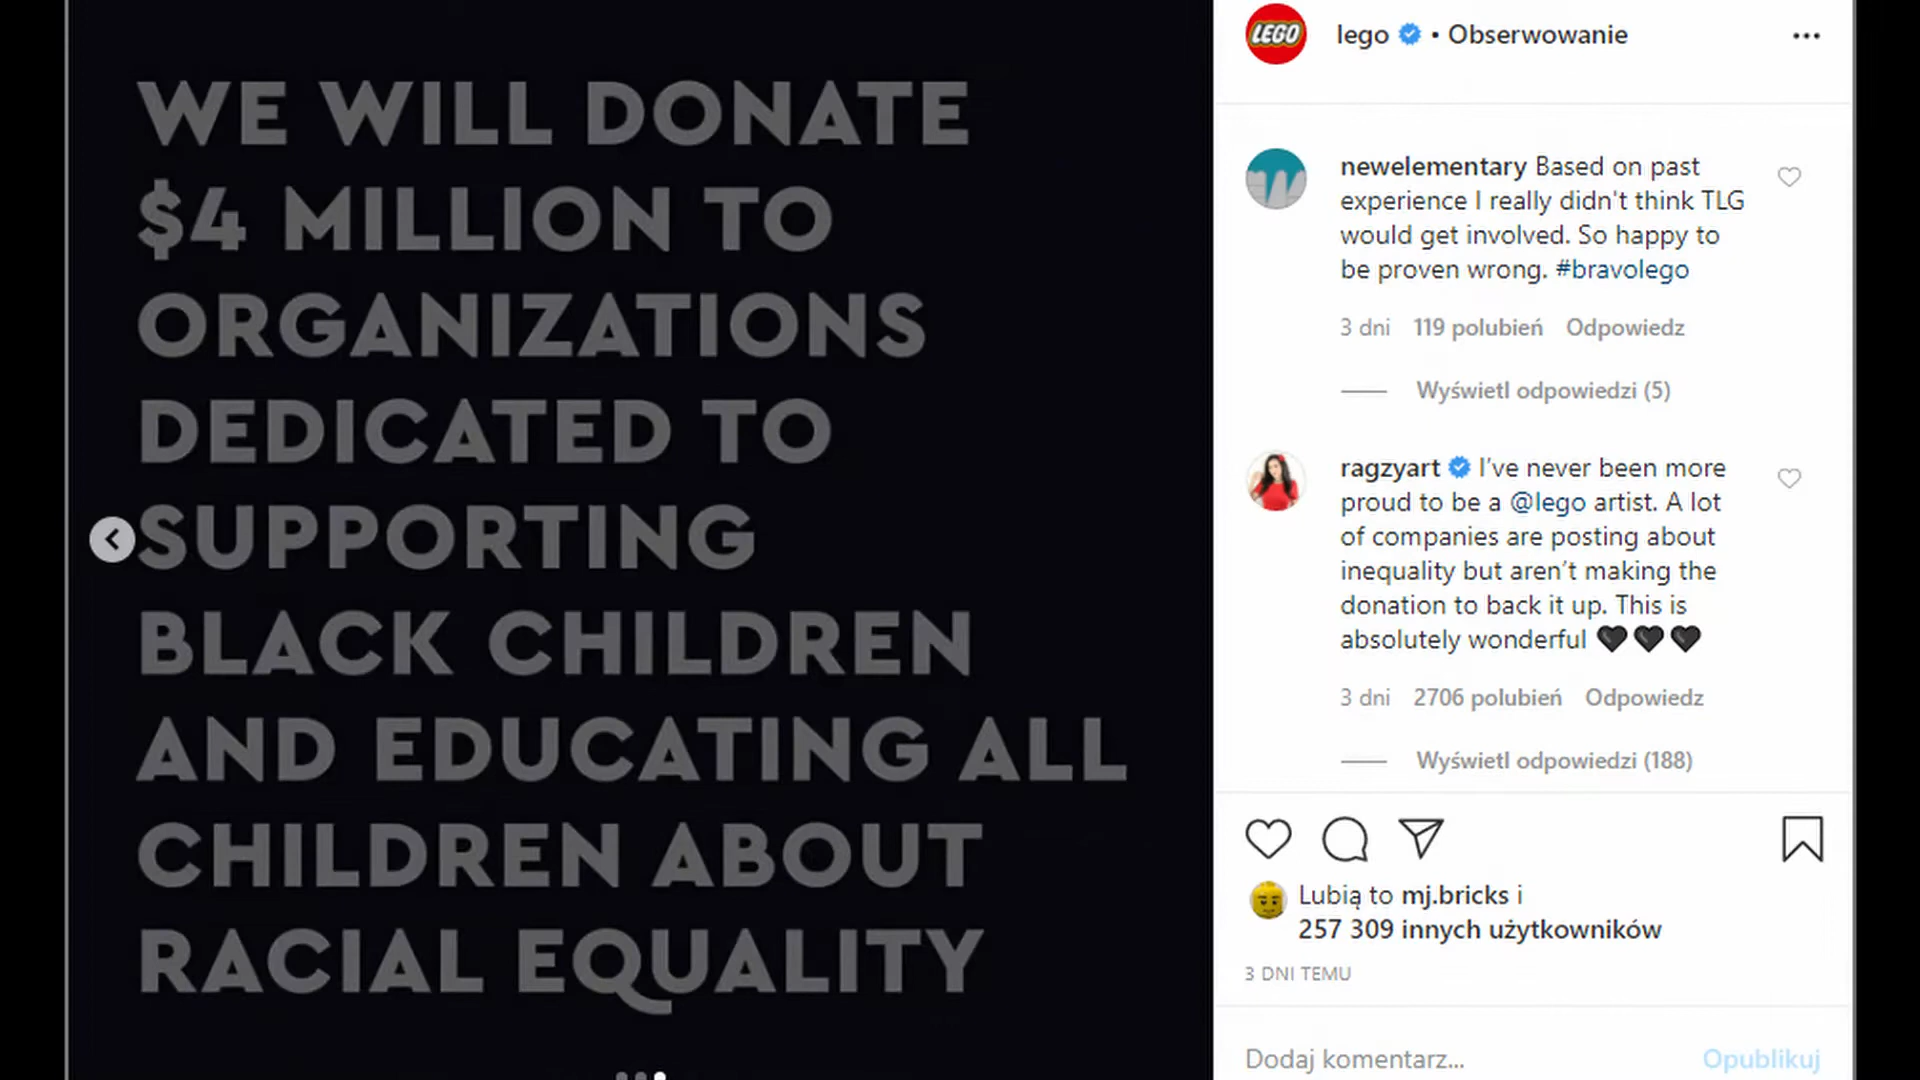 WE WILL DONATE
$4 MILLION TO
ORGANIZATIONS
DEDICATED TO
SUPPORTING
BLACK CHILDREN
AND EDUCATING ALL
CHILDREN ABOUT
RACIAL EQUALITY
LEGO
lego • Obserwowanie
newelementary Based on past
experience I really didn't think TLG
would get involved. So happy to
be proven wrong. #bravolego
3 dni 119 polubień Odpowiedz
Wyświetl odpowiedzi (5)
ragzyart I’ve never been more
proud to be a @lego artist. A lot
of companies are posting about
inequality but aren’t making the
donation to back it up. This is
absolutely wonderful 🖤🖤🖤
3 dni 2706 polubień Odpowiedz
Wyświetl odpowiedzi (188)
Lubią to mj.bricks i
257 309 innych użytkowników
3 DNI TEMU
Dodaj komentarz... Opublikuj